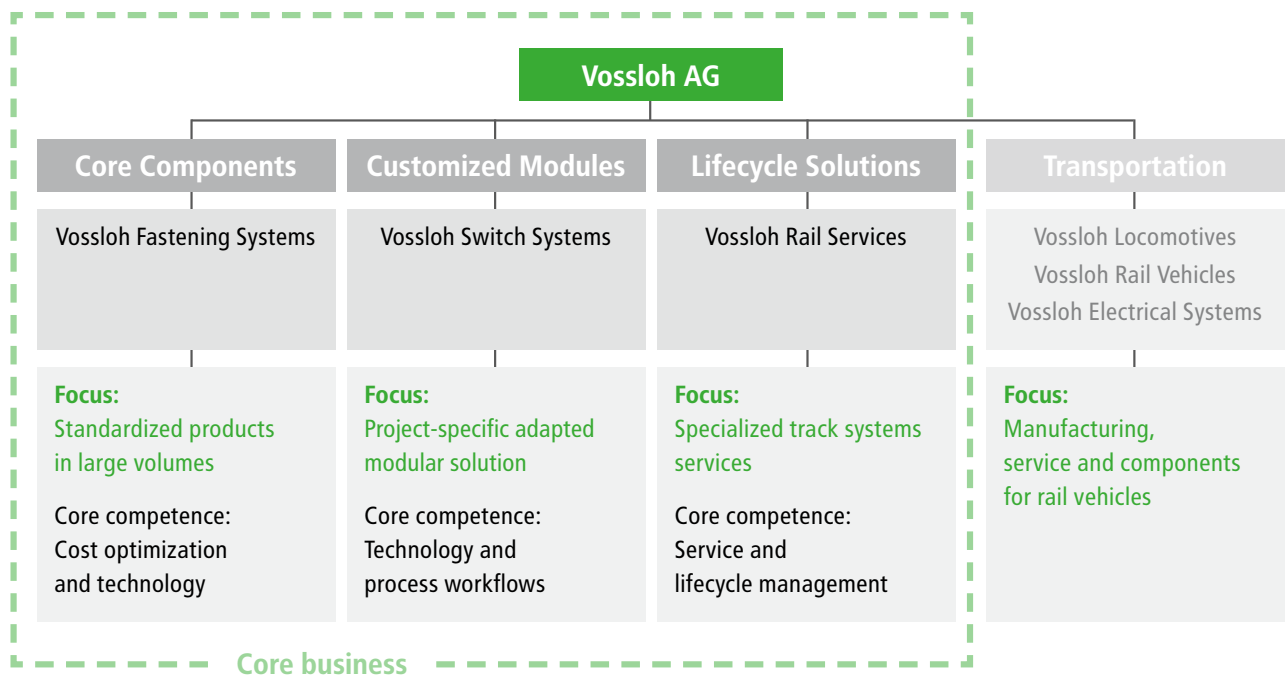 Vossloh AG
Core Components
Vossloh Fastening Systems
Focus:
Standardized products
in large volumes
Core competence:
Cost optimization
and technology
Customized Modules
Vossloh Switch Systems
Focus:
Project-specific adapted
modular solution
Core competence:
Technology and
process workflows
Lifecycle Solutions
Vossloh Rail Services
Focus:
Specialized track systems
services
Core competence:
Service and
lifecycle management
Transportation
Vossloh Locomotives
Vossloh Rail Vehicles
Vossloh Electrical Systems
Focus:
Manufacturing,
service and components
for rail vehicles
Core business